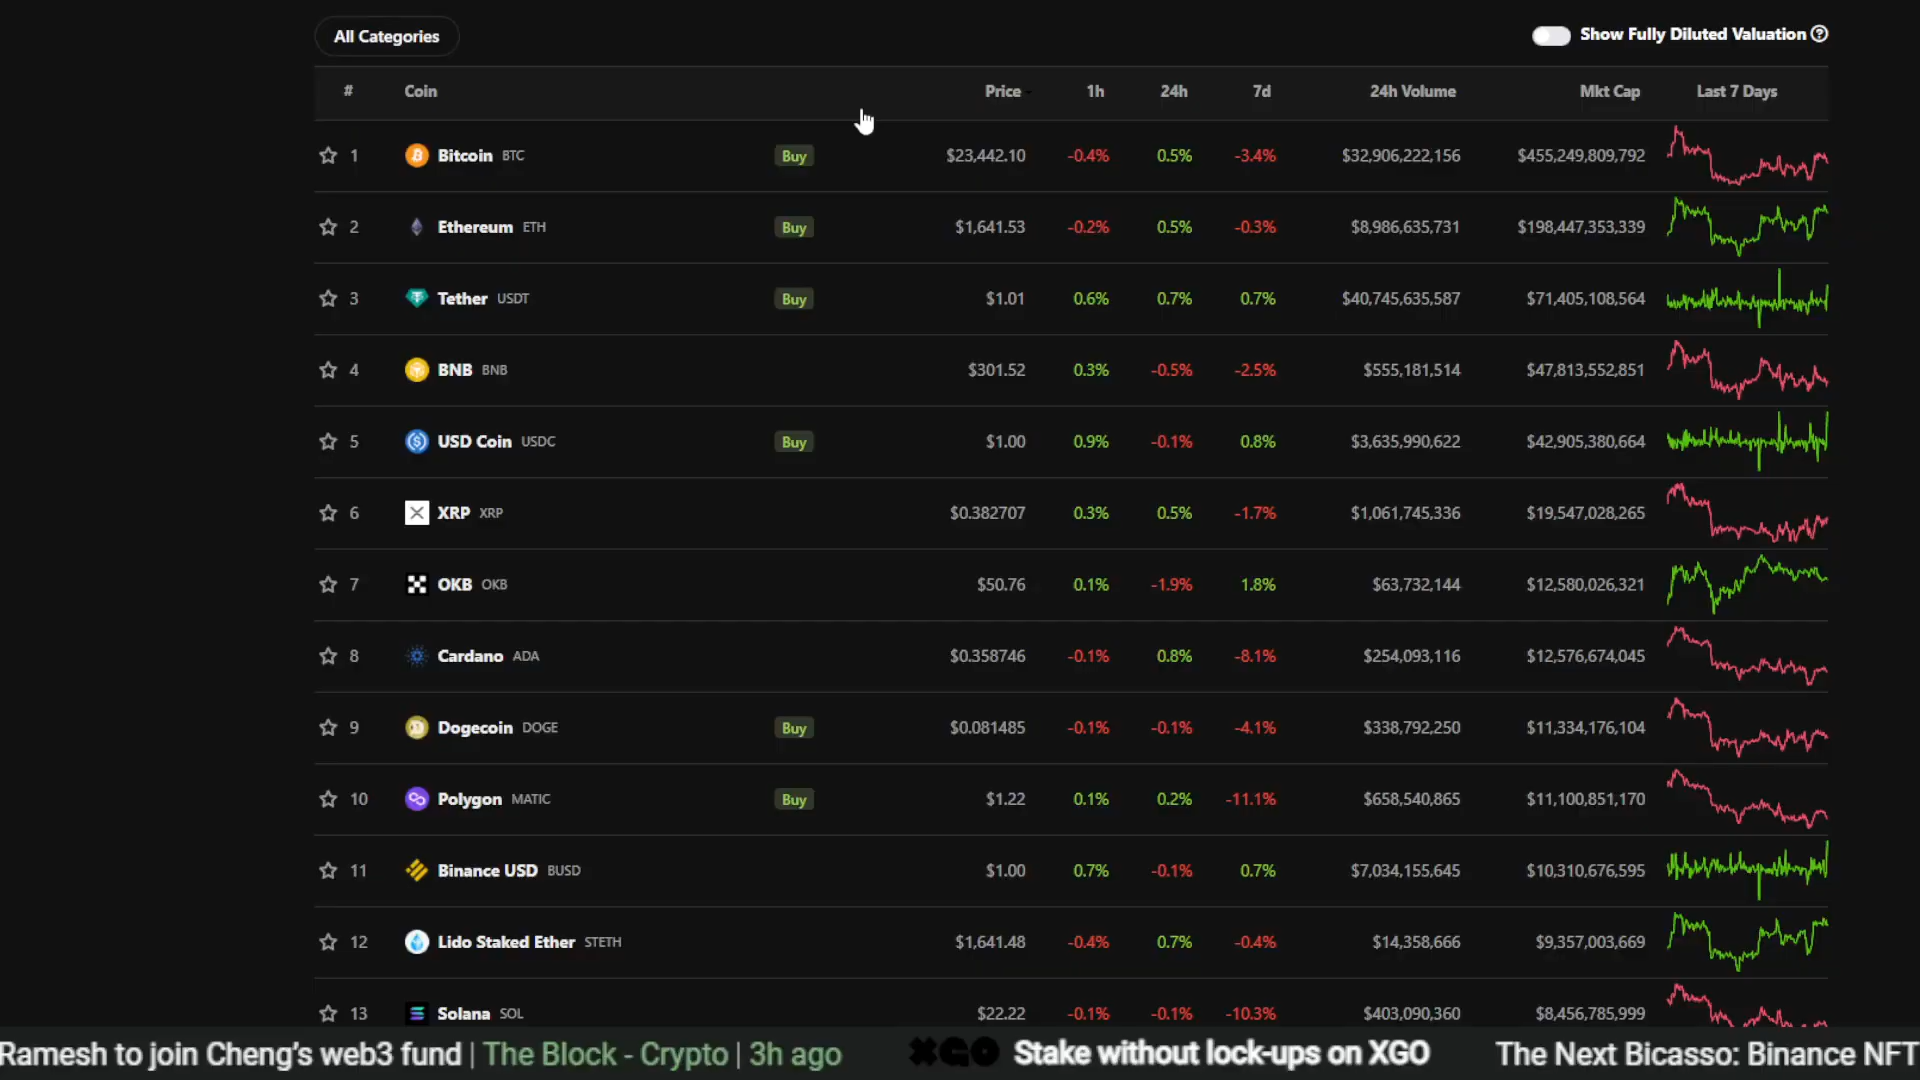 All Categories
Show Fully Diluted Valuation
# Coin Price 1h 24h 7d 24h Volume Mkt Cap Last 7 Days
1 Bitcoin BTC Buy $23,442.10 -0.4% 0.5% -3.4% $32,906,222,156 $455,249,809,792
2 Ethereum ETH Buy $1,641.53 -0.2% 0.5% -0.3% $8,986,635,731 $198,447,353,339
3 Tether USDT Buy $1.01 0.6% 0.7% 0.7% $40,745,635,587 $71,405,108,564
4 BNB BNB $301.52 0.3% -0.5% -2.5% $555,181,514 $47,813,552,851
5 USD Coin USDC Buy $1.00 0.9% -0.1% 0.8% $3,635,990,622 $42,905,380,664
6 XRP XRP $0.382707 0.3% 0.5% -1.7% $1,061,745,336 $19,547,028,265
7 OKB OKB $50.76 0.1% -1.9% 1.8% $63,732,144 $12,580,026,321
8 Cardano ADA $0.358746 -0.1% 0.8% -8.1% $254,093,116 $12,576,674,045
9 Dogecoin DOGE Buy $0.081485 -0.1% -0.1% -4.1% $338,792,250 $11,334,176,104
10 Polygon MATIC Buy $1.22 0.1% 0.2% -11.1% $658,540,865 $11,100,851,170
11 Binance USD BUSD $1.00 0.7% -0.1% 0.7% $7,034,155,645 $10,310,676,595
12 Lido Staked Ether STETH $1,641.48 -0.4% 0.7% -0.4% $14,358,666 $9,357,003,669
13 Solana SOL $22.22 -0.1% -0.1% -10.3% $403,090,360 $8,456,785,999
Ramesh to join Cheng's web3 fund | The Block - Crypto | 3h ago XGO Stake without lock-ups on XGO The Next Bicasso: Binance NFT